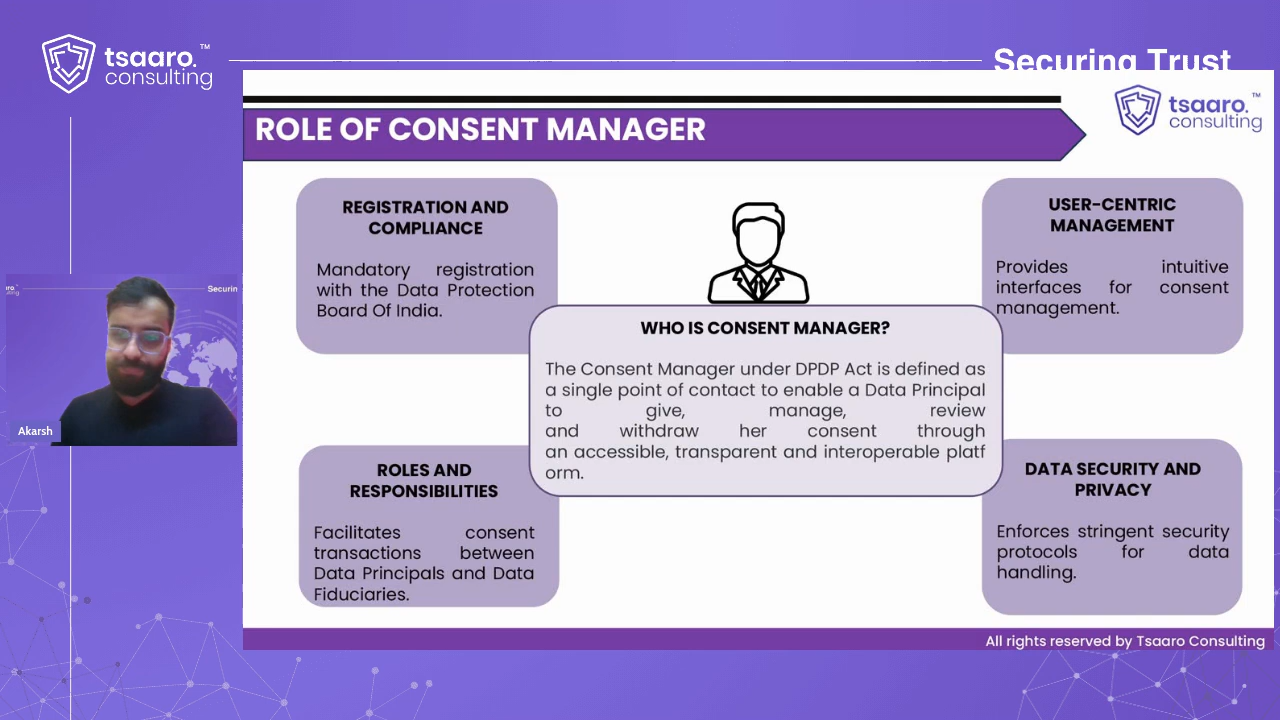 tsaaro.™
consulting
Securing Trust
tsaaro.™
consulting
ROLE OF CONSENT MANAGER
REGISTRATION AND
COMPLIANCE
Mandatory registration
with the Data Protection
Board Of India.
USER-CENTRIC
MANAGEMENT
Provides intuitive
interfaces for consent
management.
WHO IS CONSENT MANAGER?
The Consent Manager under DPDP Act is defined as
a single point of contact to enable a Data Principal
to give, manage, review
and withdraw her consent through
an accessible, transparent and interoperable platf
orm.
ROLES AND
RESPONSIBILITIES
Facilitates consent
transactions between
Data Principals and Data
Fiduciaries.
DATA SECURITY AND
PRIVACY
Enforces stringent security
protocols for data
handling.
Securin
Akarsh
All rights reserved by Tsaaro Consulting